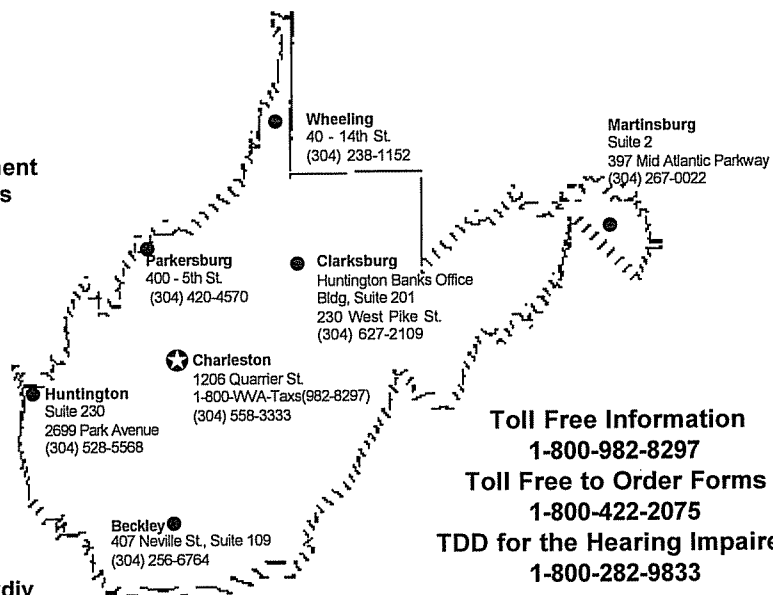 Wheeling
40 - 14th St.
(304) 238-1152
Martinsburg
Suite 2
397 Mid Atlantic Parkway
(304) 267-0022
Parkersburg
400 - 5th St.
(304) 420-4570
Clarksburg
Huntington Banks Office
Bldg, Suite 201
230 West Pike St.
(304) 627-2109
Charleston
1206 Quarrier St.
1-800-WVA-Taxs(982-8297)
(304) 558-3333
Huntington
Suite 230
2699 Park Avenue
(304) 528-5568
Beckley
407 Neville St., Suite 109
(304) 256-6764
Toll Free Information
1-800-982-8297
Toll Free to Order Forms
1-800-422-2075
TDD for the Hearing Impaire
1-800-282-9833